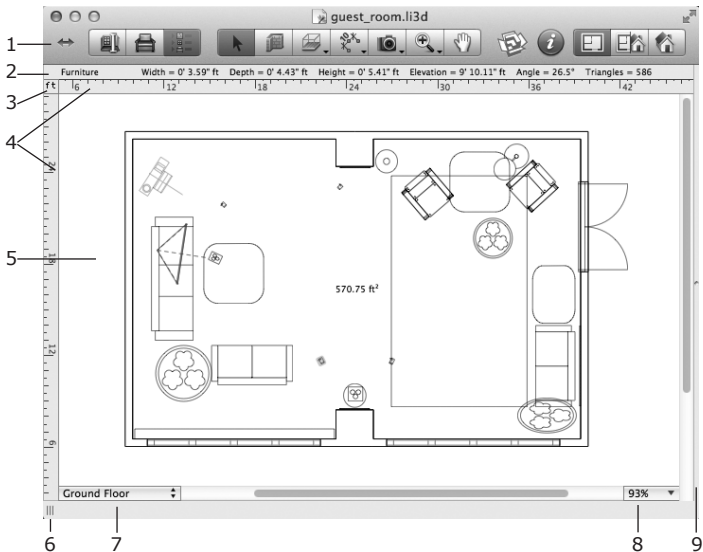 guest_room.li3d
1
2
Furniture Width = 0' 3.59" ft Depth = 0' 4.43" ft Height = 0' 5.41" ft Elevation = 9' 10.11" ft Angle = 26.5° Triangles = 586
3
ft 6 12 18 24 30 36 42
4
24
5
18
570.75 ft²
12
6
Ground Floor
93%
6
7
8
9